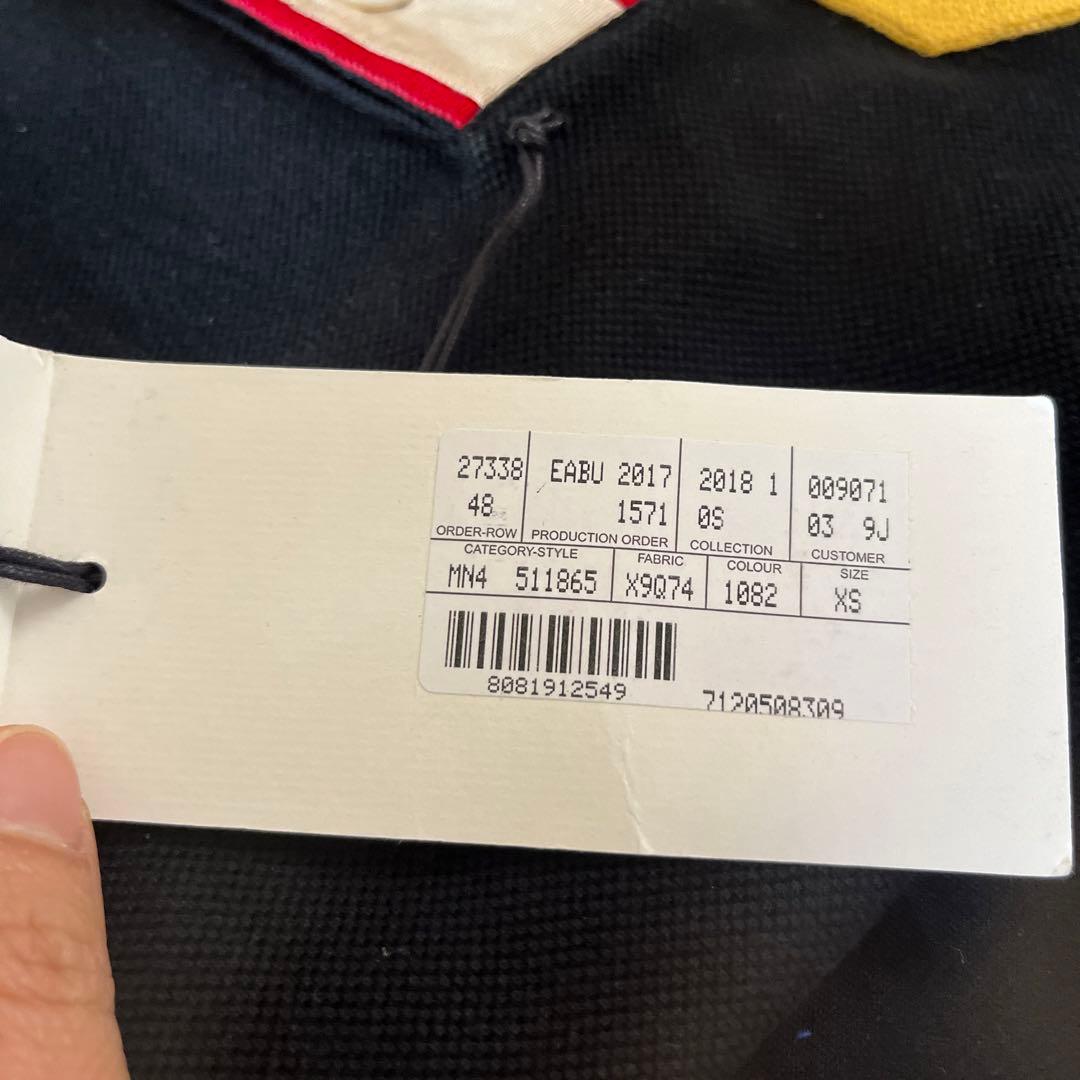 27338 EABU 2017 2018 1 009071
48 1571 0S 03 9J
ORDER-ROW PRODUCTION ORDER COLLECTION CUSTOMER
CATEGORY-STYLE FABRIC COLOUR SIZE
MN4 511865 X9Q74 1082 XS
8081912549 7120508309